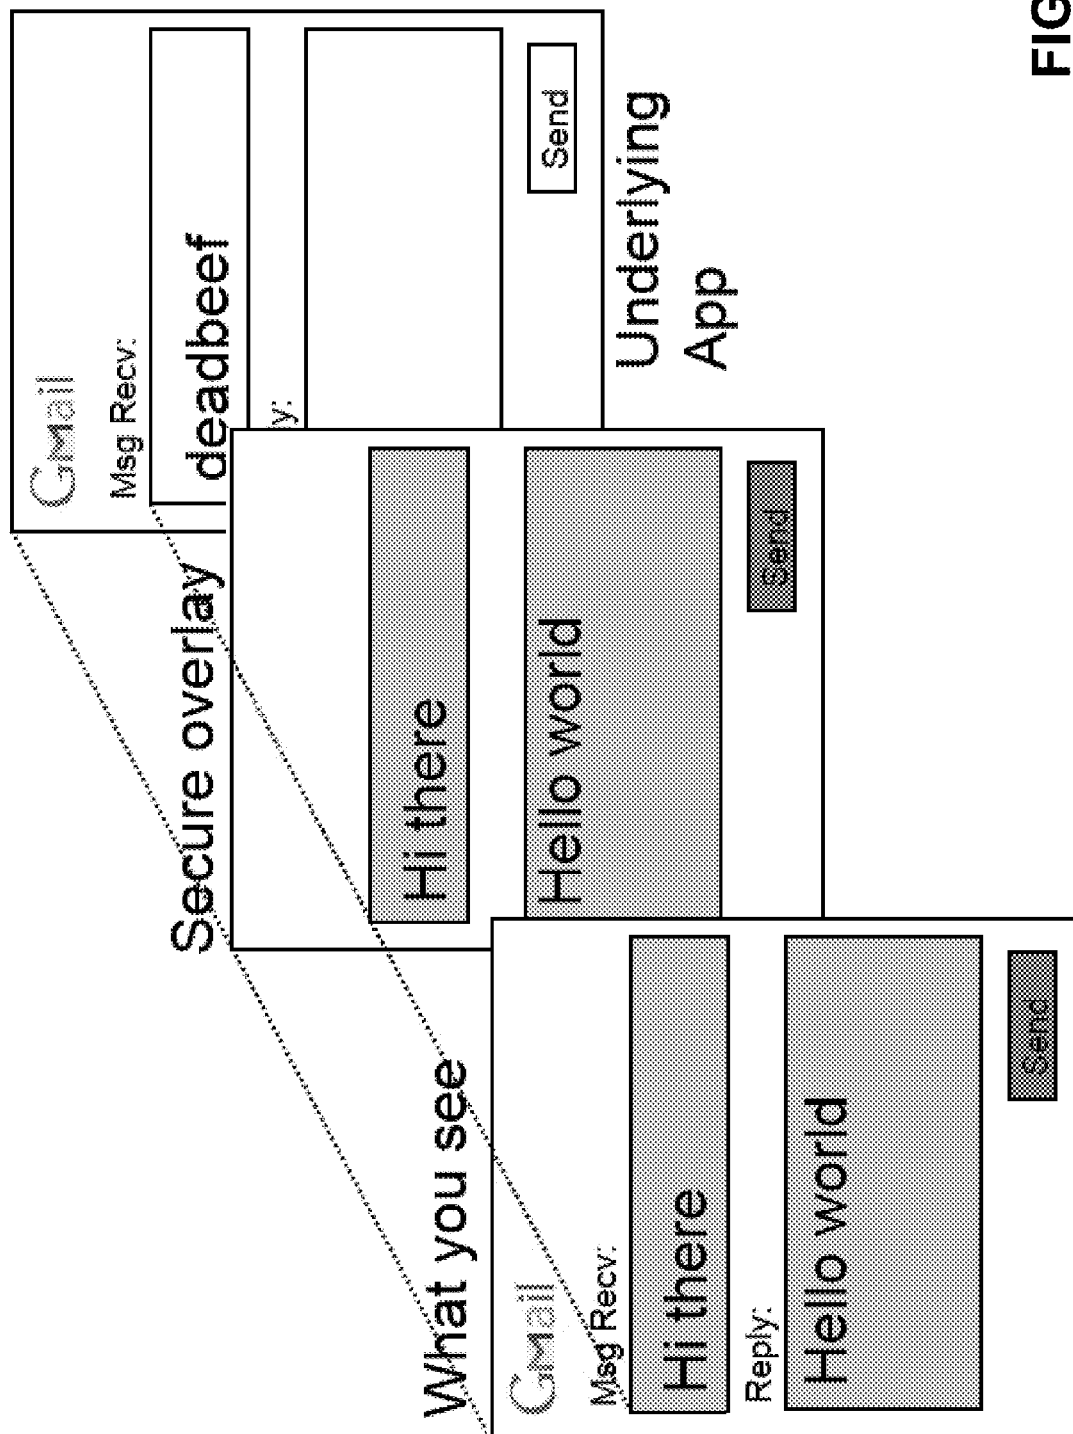 What you see
GMail
Msg Recv:
Hi there
Reply:
Hello world
Send
Secure overlay
Hi there
Hello world
Send
GMail
Msg Recv:
deadbeef
ly:
Send
Underlying
App
FIG